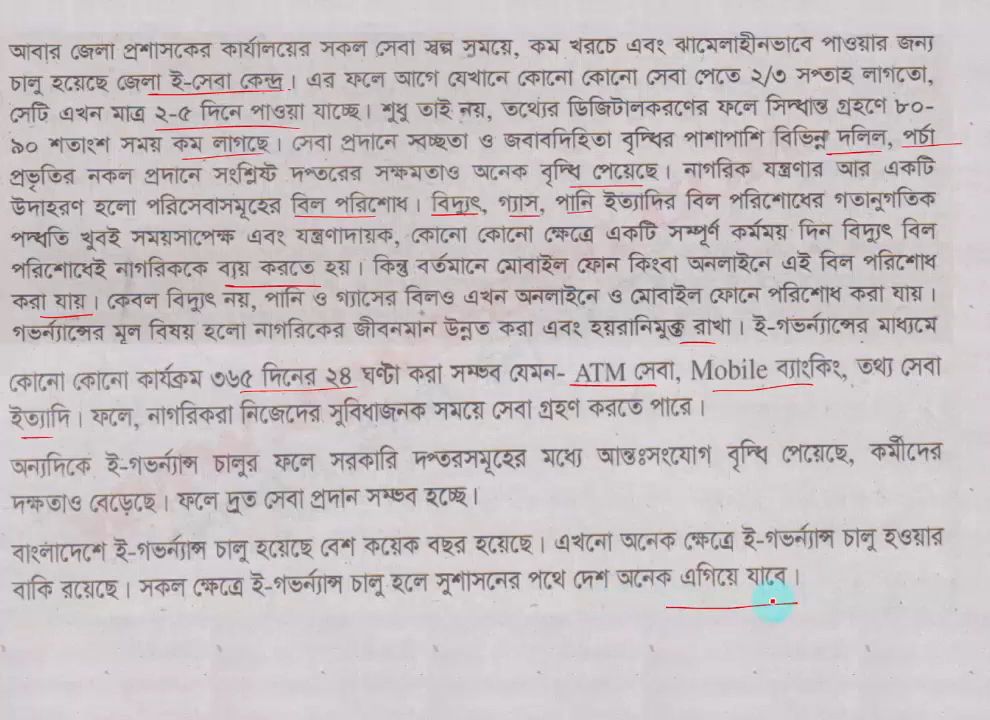 আবার জেলা প্রশাসকের কার্যালয়ের সকল সেবা স্বল্প সময়ে, কম খরচে এবং ঝামেলাহীনভাবে পাওয়ার জন্য
চালু হয়েছে জেলা ই-সেবা কেন্দ্র। এর ফলে আগে যেখানে কোনো কোনো সেবা পেতে ২/৩ সপ্তাহ লাগতো,
সেটি এখন মাত্র ২-৫ দিনে পাওয়া যাচ্ছে। শুধু তাই নয়, তথ্যের ডিজিটালকরণের ফলে সিদ্ধান্ত গ্রহণে ৮০-
৯০ শতাংশ সময় কম লাগছে। সেবা প্রদানে স্বচ্ছতা ও জবাবদিহিতা বৃদ্ধির পাশাপাশি বিভিন্ন দলিল, পর্চা
প্রভৃতির নকল প্রদানে সংশ্লিষ্ট দপ্তরের সক্ষমতাও অনেক বৃদ্ধি পেয়েছে। নাগরিক যন্ত্রণার আর একটি
উদাহরণ হলো পরিসেবাসমূহের বিল পরিশোধ। বিদ্যুৎ, গ্যাস, পানি ইত্যাদির বিল পরিশোধের গতানুগতিক
পদ্ধতি খুবই সময়সাপেক্ষ এবং যন্ত্রণাদায়ক, কোনো কোনো ক্ষেত্রে একটি সম্পূর্ণ কর্মময় দিন বিদ্যুৎ বিল
পরিশোধেই নাগরিককে ব্যয় করতে হয়। কিন্তু বর্তমানে মোবাইল ফোন কিংবা অনলাইনে এই বিল পরিশোধ
করা যায়। কেবল বিদ্যুৎ নয়, পানি ও গ্যাসের বিলও এখন অনলাইনে ও মোবাইল ফোনে পরিশোধ করা যায়।
গভর্ন্যান্সের মূল বিষয় হলো নাগরিকের জীবনমান উন্নত করা এবং হয়রানিমুক্ত রাখা। ই-গভর্ন্যান্সের মাধ্যমে
কোনো কোনো কার্যক্রম ৩৬৫ দিনের ২৪ ঘণ্টা করা সম্ভব যেমন- ATM সেবা, Mobile ব্যাংকিং, তথ্য সেবা
ইত্যাদি। ফলে, নাগরিকরা নিজেদের সুবিধাজনক সময়ে সেবা গ্রহণ করতে পারে।
অন্যদিকে ই-গভর্ন্যান্স চালুর ফলে সরকারি দপ্তরসমূহের মধ্যে আন্তঃসংযোগ বৃদ্ধি পেয়েছে, কর্মীদের
দক্ষতাও বেড়েছে। ফলে দ্রুত সেবা প্রদান সম্ভব হচ্ছে।
বাংলাদেশে ই-গভর্ন্যান্স চালু হয়েছে বেশ কয়েক বছর হয়েছে। এখনো অনেক ক্ষেত্রে ই-গভর্ন্যান্স চালু হওয়ার
বাকি রয়েছে। সকল ক্ষেত্রে ই-গভর্ন্যান্স চালু হলে সুশাসনের পথে দেশ অনেক এগিয়ে যাবে।